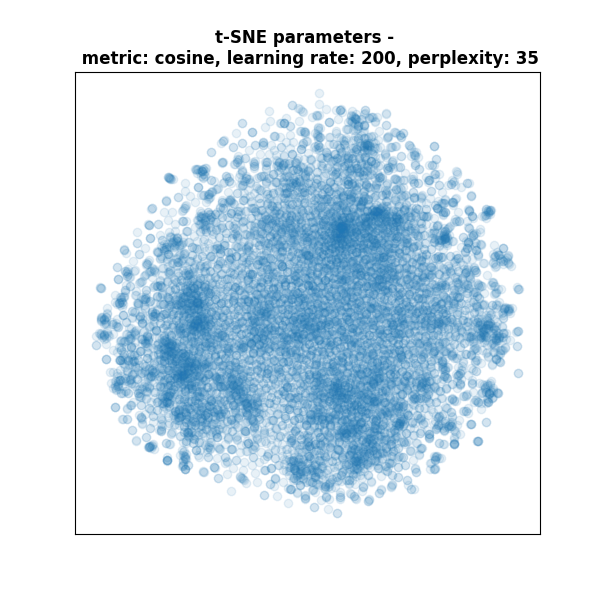 t-SNE parameters -
metric: cosine, learning rate: 200, perplexity: 35